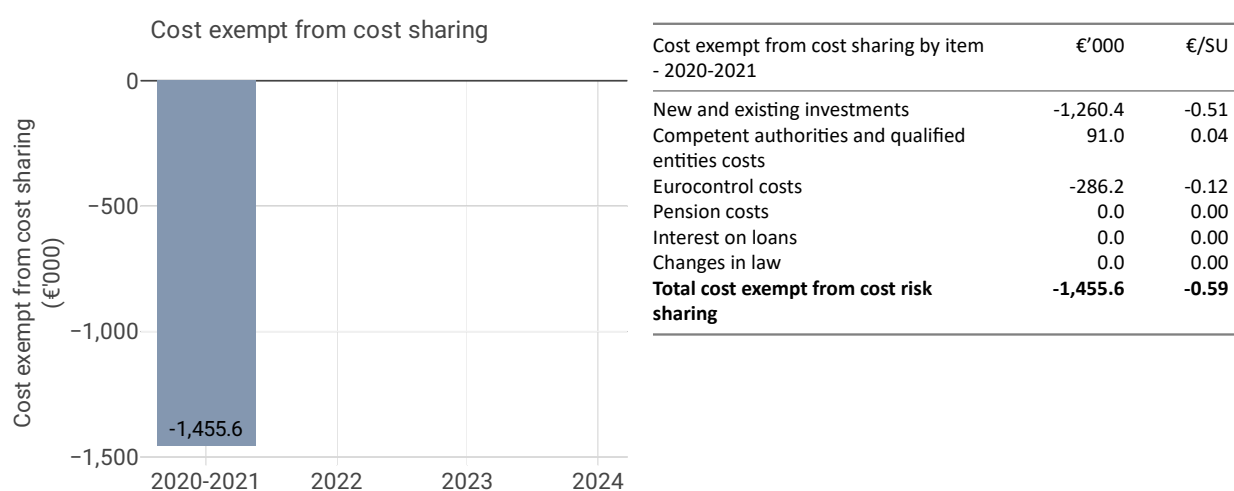 Cost exempt from cost sharing
Cost exempt from cost sharing
(€'000)
0
−500
−1,000
−1,500
-1,455.6
2020-2021 2022 2023 2024
Cost exempt from cost sharing by item €’000 €/SU
- 2020-2021
New and existing investments -1,260.4 -0.51
Competent authorities and qualified 91.0 0.04
entities costs
Eurocontrol costs -286.2 -0.12
Pension costs 0.0 0.00
Interest on loans 0.0 0.00
Changes in law 0.0 0.00
Total cost exempt from cost risk -1,455.6 -0.59
sharing